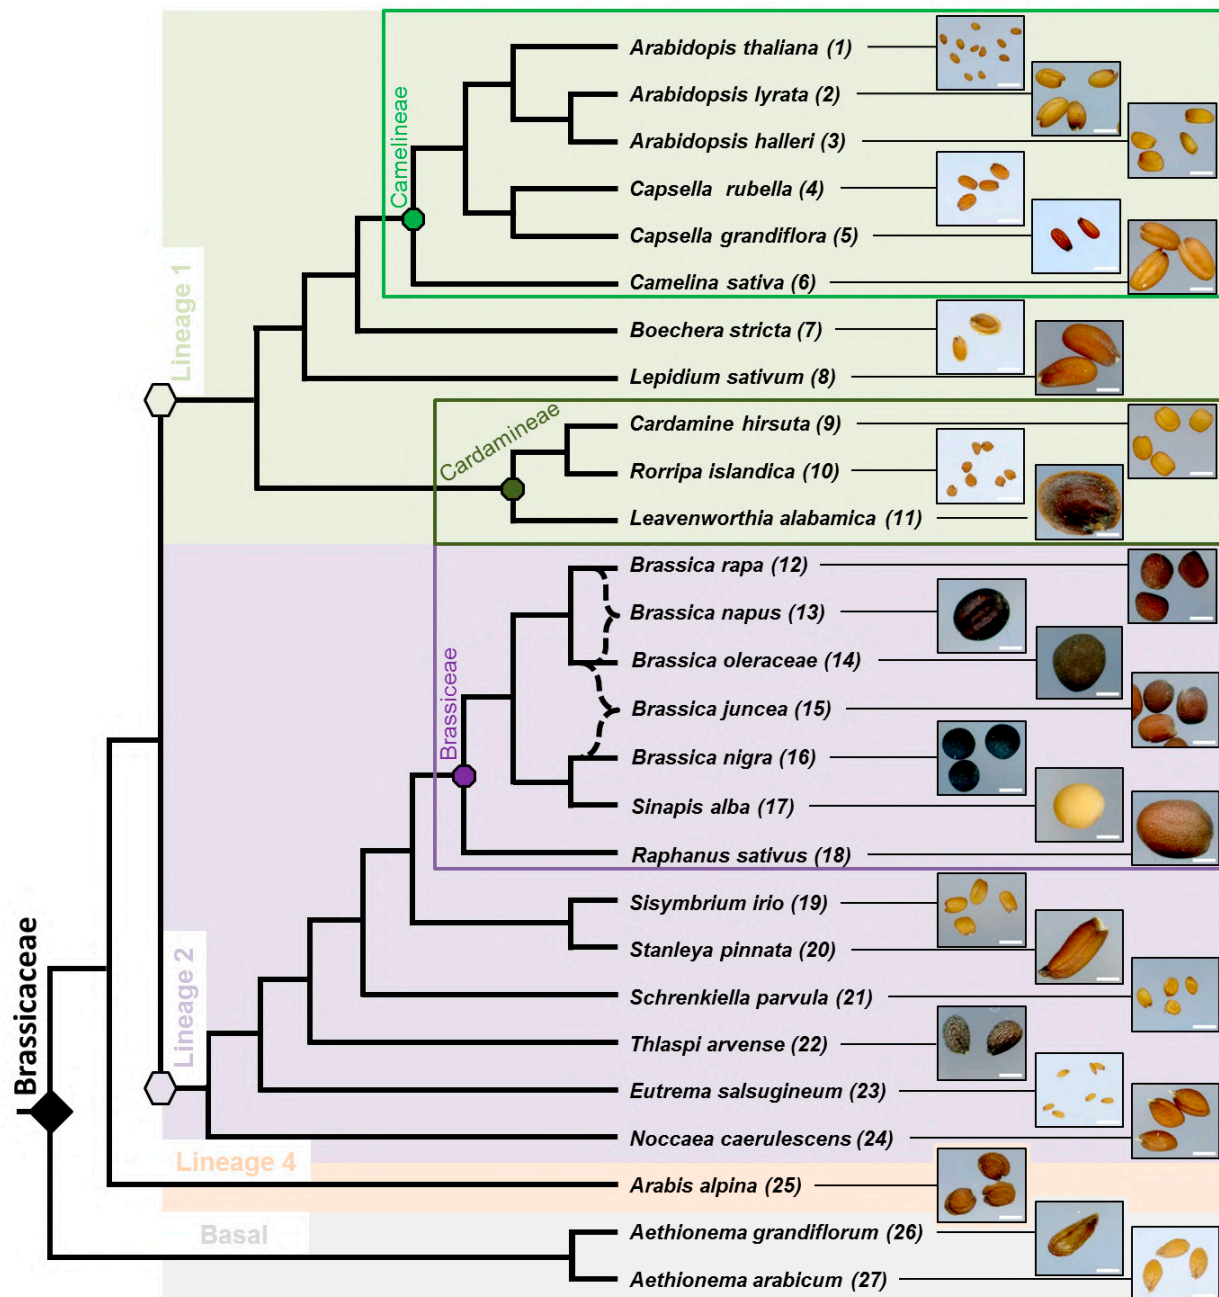 Arabidopis thaliana (1)
Arabidopsis lyrata (2)
Arabidopsis halleri (3)
Capsella rubella (4)
Capsella grandiflora (5)
Camelina sativa (6)
Camelineae
Lineage 1
Boechera stricta (7)
Lepidium sativum (8)
Cardamineae
Cardamine hirsuta (9)
Rorripa islandica (10)
Leavenworthia alabamica (11)
Brassica rapa (12)
Brassica napus (13)
Brassica oleraceae (14)
Brassica juncea (15)
Brassica nigra (16)
Sinapis alba (17)
Raphanus sativus (18)
Brassiceae
Sisymbrium irio (19)
Stanleya pinnata (20)
Schrenkiella parvula (21)
Thlaspi arvense (22)
Eutrema salsugineum (23)
Noccaea caerulescens (24)
Lineage 2
Brassicaceae
Lineage 4
Arabis alpina (25)
Basal
Aethionema grandiflorum (26)
Aethionema arabicum (27)